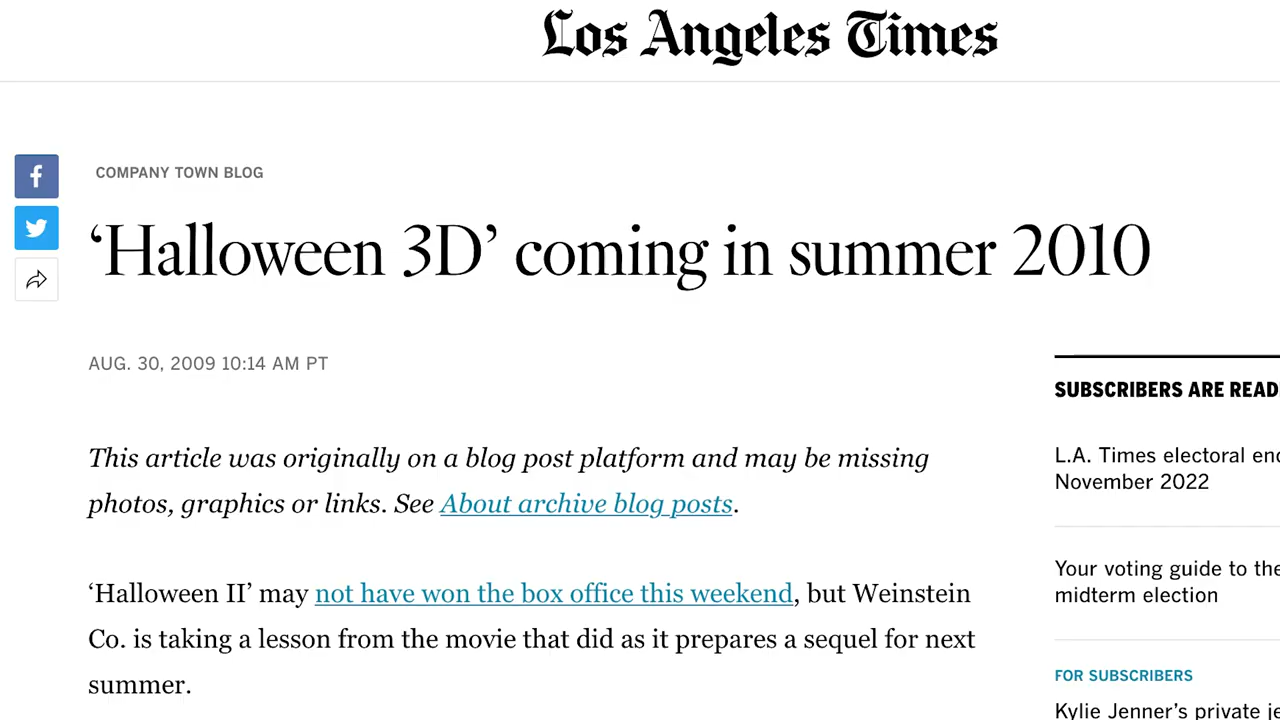 Los Angeles Times
COMPANY TOWN BLOG
‘Halloween 3D’ coming in summer 2010
AUG. 30, 2009 10:14 AM PT
This article was originally on a blog post platform and may be missing
photos, graphics or links. See About archive blog posts.
‘Halloween II’ may not have won the box office this weekend, but Weinstein
Co. is taking a lesson from the movie that did as it prepares a sequel for next
summer.
SUBSCRIBERS ARE READ
L.A. Times electoral en
November 2022
Your voting guide to the
midterm election
FOR SUBSCRIBERS
Kylie Jenner’s private je